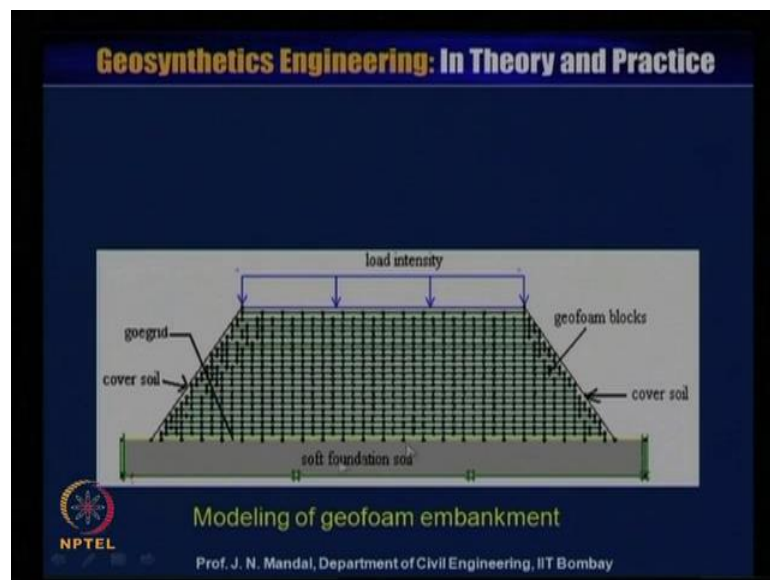 Geosynthetics Engineering: In Theory and Practice
load intensity
goegrid
geofoam blocks
cover soil
cover soil
soft foundation soil
Modeling of geofoam embankment
NPTEL
Prof. J. N. Mandal, Department of Civil Engineering, IIT Bombay